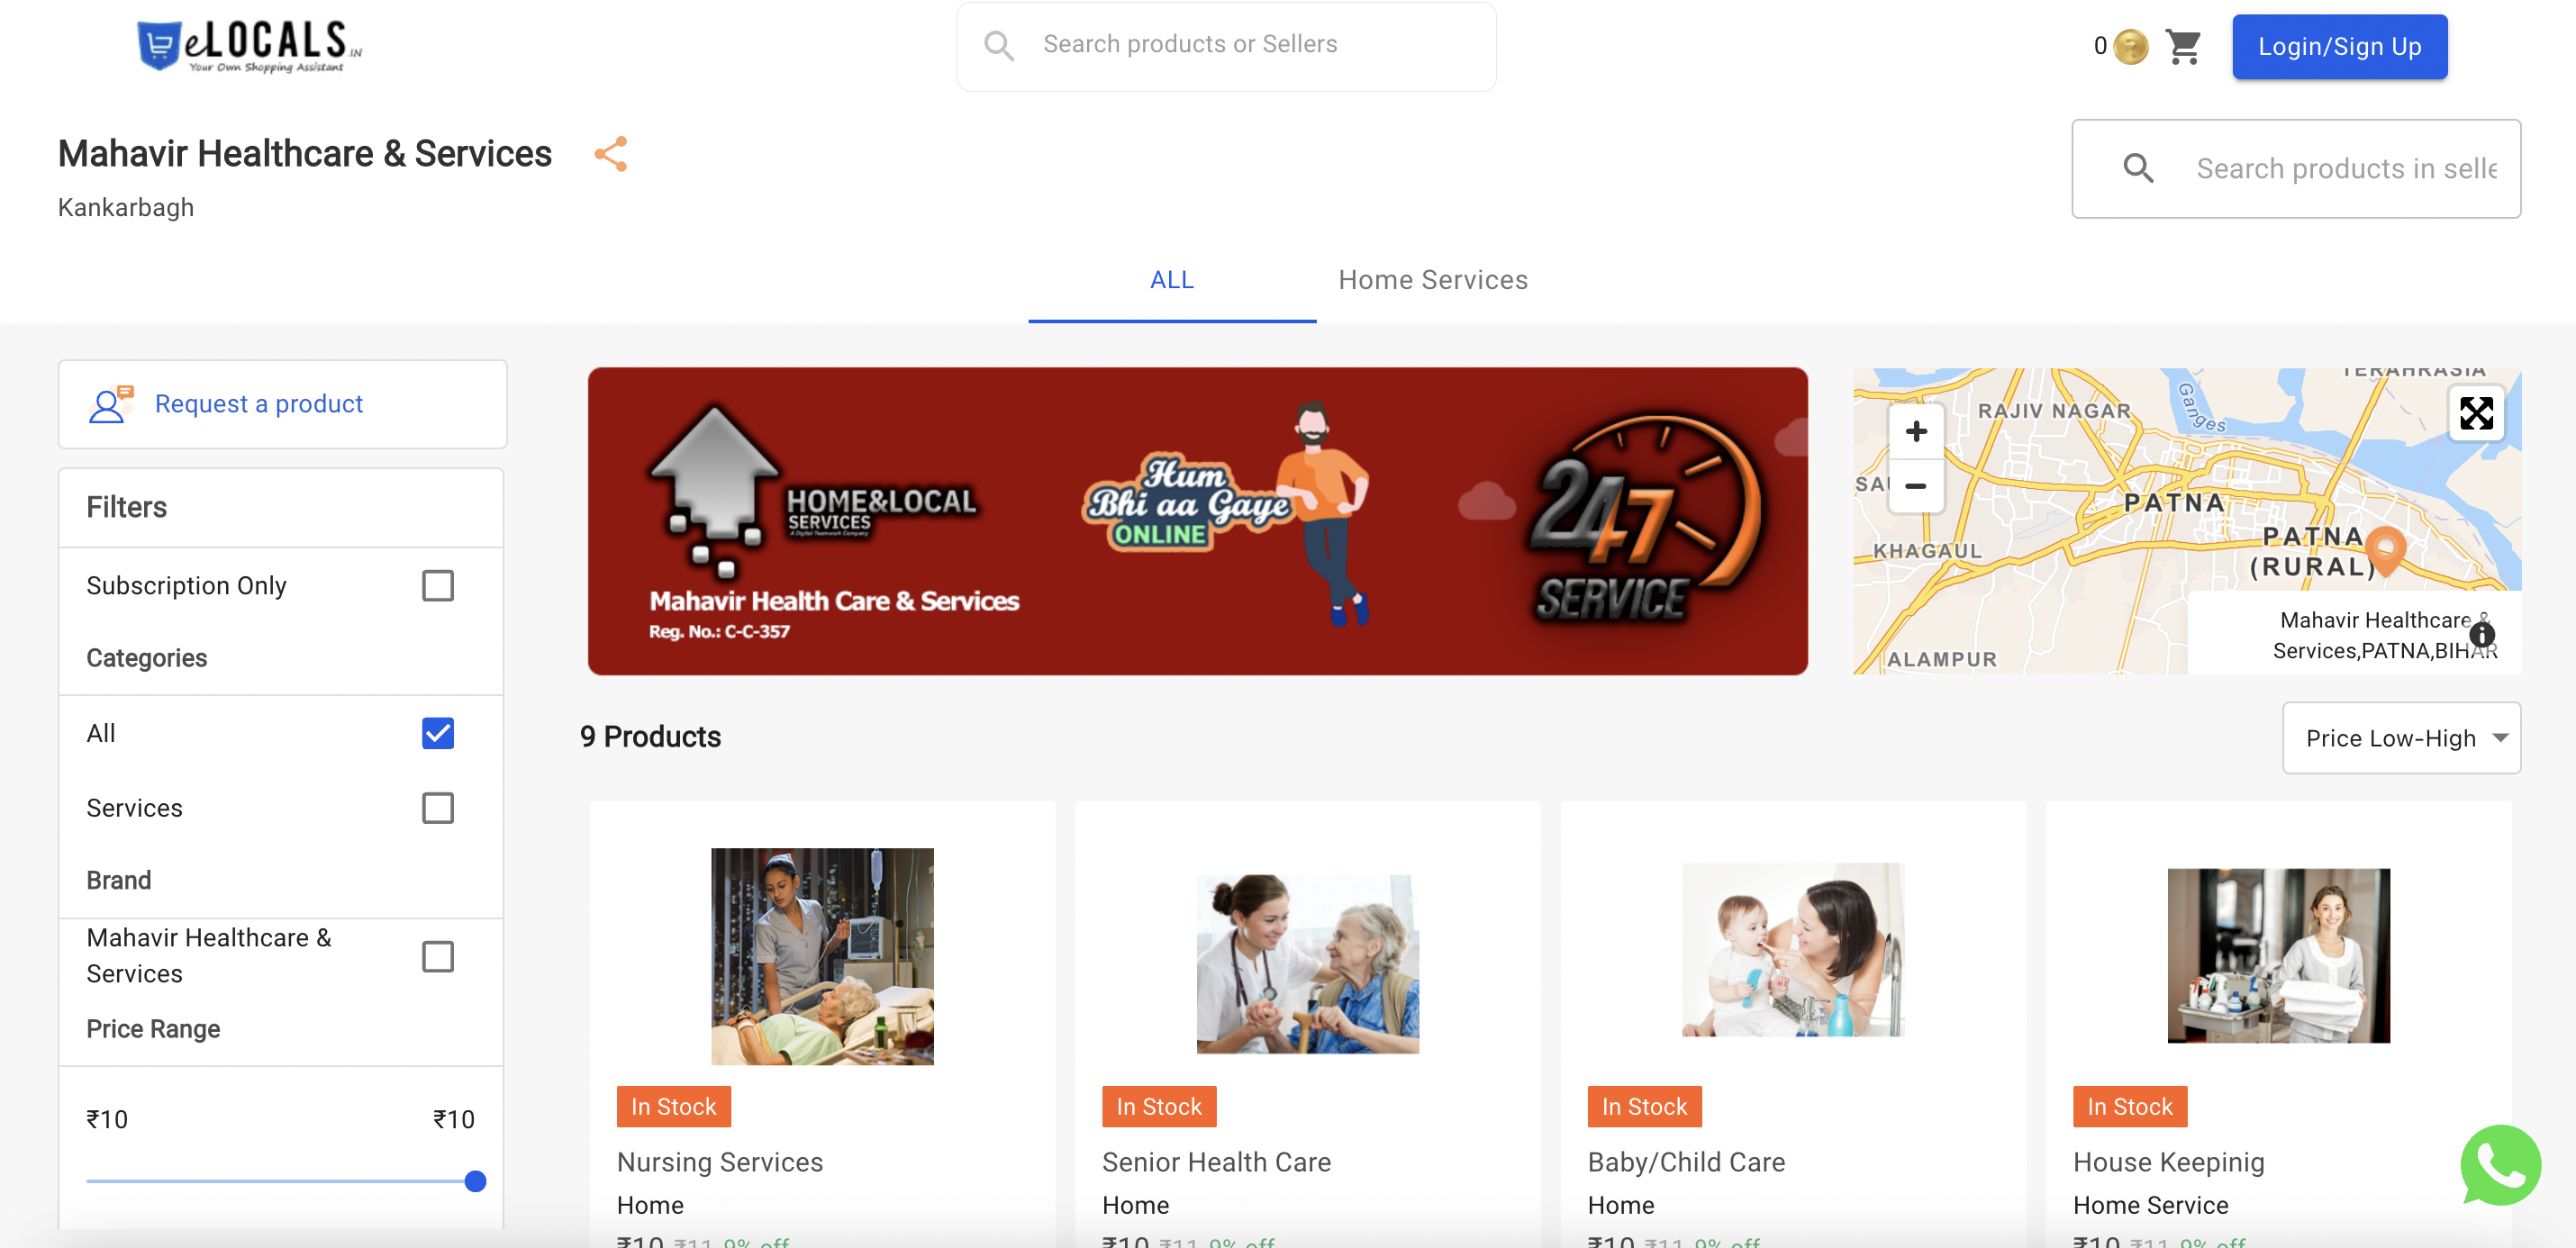 eLOCALS.IN
Your Own Shopping Assistant
Search products or Sellers
0
Login/Sign Up
Mahavir Healthcare & Services
Kankarbagh
Search products in selle
ALL
Home Services
Request a product
Filters
Subscription Only
Categories
All
Services
Brand
Mahavir Healthcare &
Services
Price Range
₹10
₹10
HOME&LOCAL
SERVICES
A Digital Teamwork Company
Mahavir Health Care & Services
Reg. No.: C-C-357
Hum
Bhi aa Gaye
ONLINE
247
SERVICE
TERAHRASIA
RAJIV NAGAR
Ganges
SAU
PATNA
PATNA
(RURAL)
KHAGAUL
ALAMPUR
Mahavir Healthcare &
Services,PATNA,BIHAR
9 Products
Price Low-High
In Stock
Nursing Services
Home
₹10 ₹11 9% off
In Stock
Senior Health Care
Home
₹10 ₹11 9% off
In Stock
Baby/Child Care
Home
₹10 ₹11 9% off
In Stock
House Keepinig
Home Service
₹10 ₹11 9% off